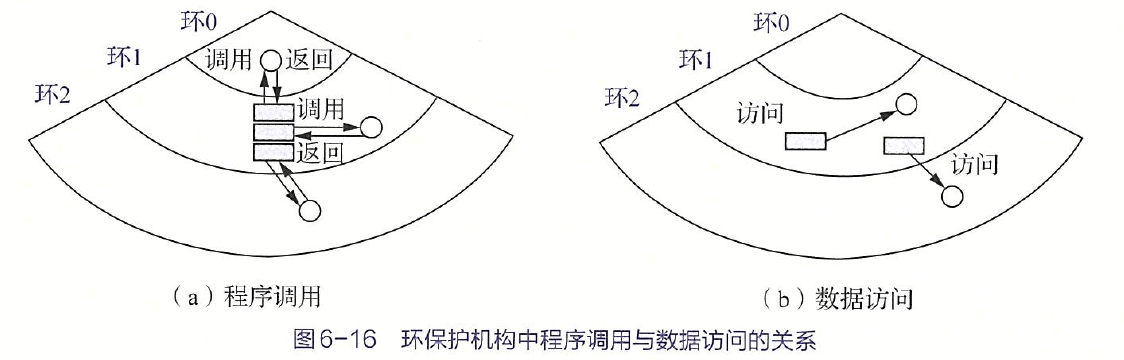 环0
环1
环2
调用
返回
调用
返回
(a)程序调用
环0
环1
环2
访问
访问
(b)数据访问
图6-16 环保护机构中程序调用与数据访问的关系